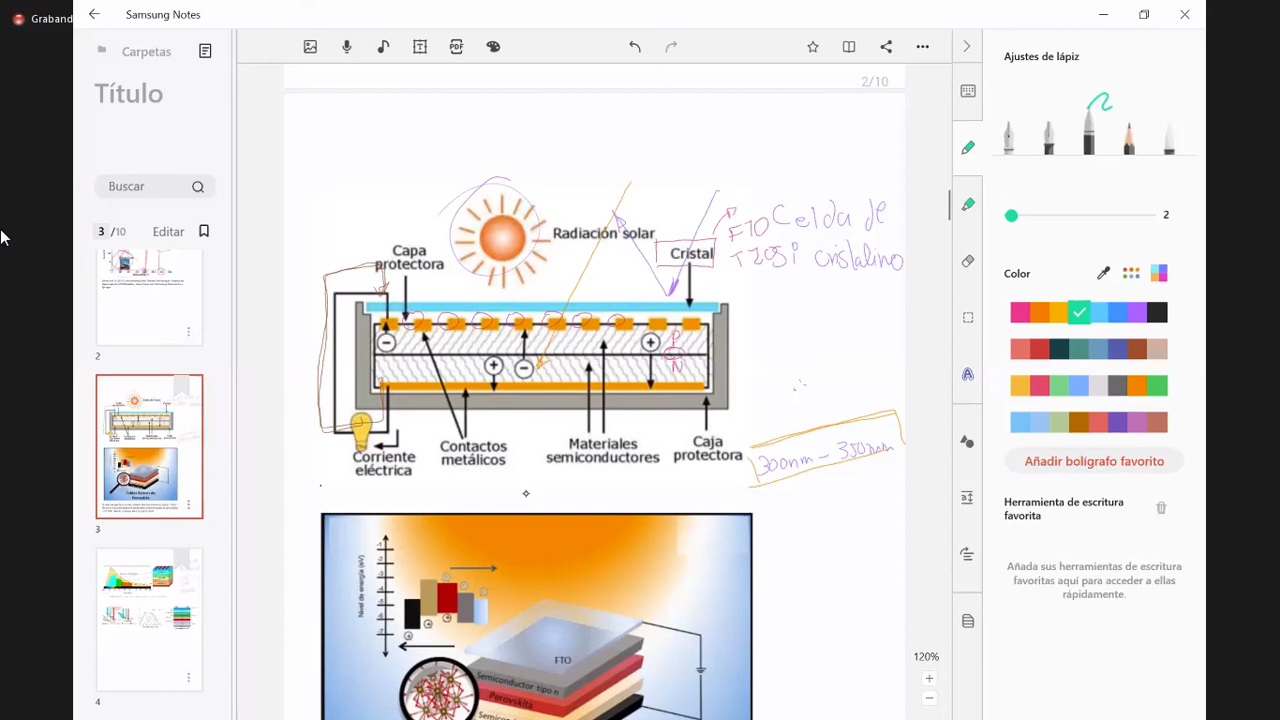 Graband
Samsung Notes
Carpetas
Título
Buscar
3 /10
Editar
2
3
4
2/10
Radiación solar
Capa
protectora
Cristal
FTO
Celda de
Si cristalino
P
N
Corriente
eléctrica
Contactos
metálicos
Materiales
semiconductores
Caja
protectora
300nm - 350nm
Nivel de energía (eV)
FTO
Semiconductor tipo n
Perovskita
120%
Ajustes de lápiz
2
Color
Añadir bolígrafo favorito
Herramienta de escritura
favorita
Añada sus herramientas de escritura
favoritas aquí para acceder a ellas
rápidamente.